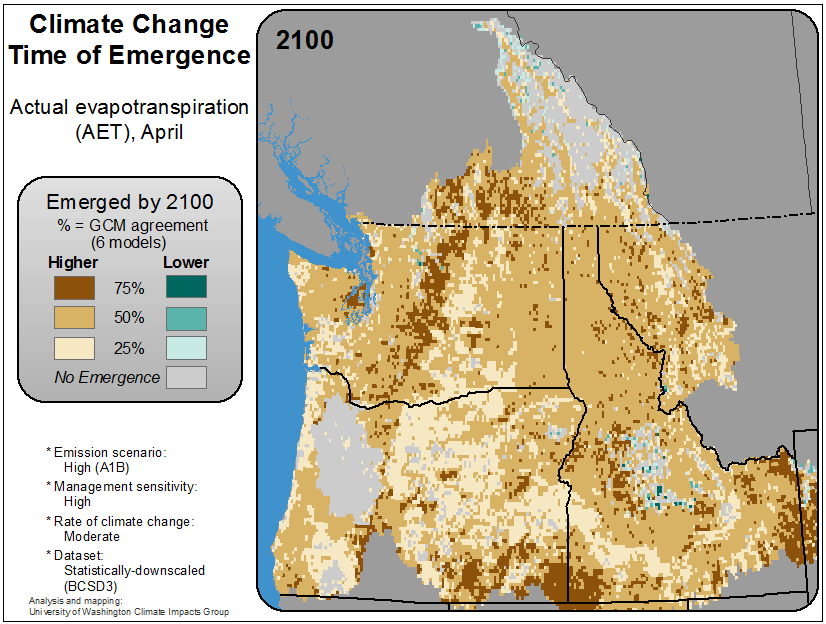 Climate Change
Time of Emergence
Actual evapotranspiration
(AET), April
Emerged by 2100
% = GCM agreement
(6 models)
Higher Lower
75%
50%
25%
No Emergence
* Emission scenario:
High (A1B)
* Management sensitivity:
High
* Rate of climate change:
Moderate
* Dataset:
Statistically-downscaled
(BCSD3)
Analysis and mapping:
University of Washington Climate Impacts Group
2100